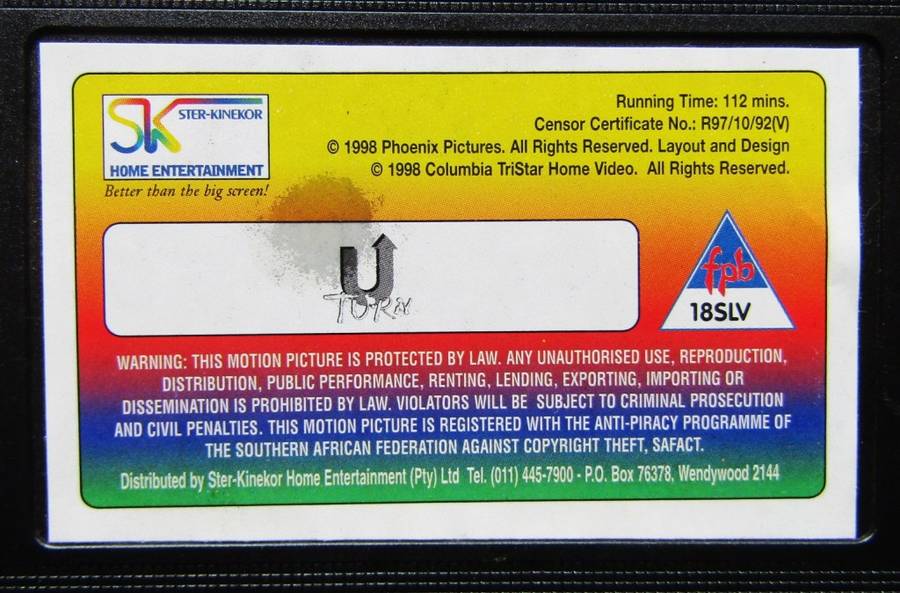 SK STER-KINEKOR
HOME ENTERTAINMENT
Better than the big screen!
Running Time: 112 mins.
Censor Certificate No.: R97/10/92(V)
© 1998 Phoenix Pictures. All Rights Reserved. Layout and Design
© 1998 Columbia TriStar Home Video. All Rights Reserved.
U
TURN
fpb
18SLV
WARNING: THIS MOTION PICTURE IS PROTECTED BY LAW. ANY UNAUTHORISED USE, REPRODUCTION,
DISTRIBUTION, PUBLIC PERFORMANCE, RENTING, LENDING, EXPORTING, IMPORTING OR
DISSEMINATION IS PROHIBITED BY LAW. VIOLATORS WILL BE SUBJECT TO CRIMINAL PROSECUTION
AND CIVIL PENALTIES. THIS MOTION PICTURE IS REGISTERED WITH THE ANTI-PIRACY PROGRAMME OF
THE SOUTHERN AFRICAN FEDERATION AGAINST COPYRIGHT THEFT, SAFACT.
Distributed by Ster-Kinekor Home Entertainment (Pty) Ltd Tel. (011) 445-7900 - P.O. Box 76378, Wendywood 2144